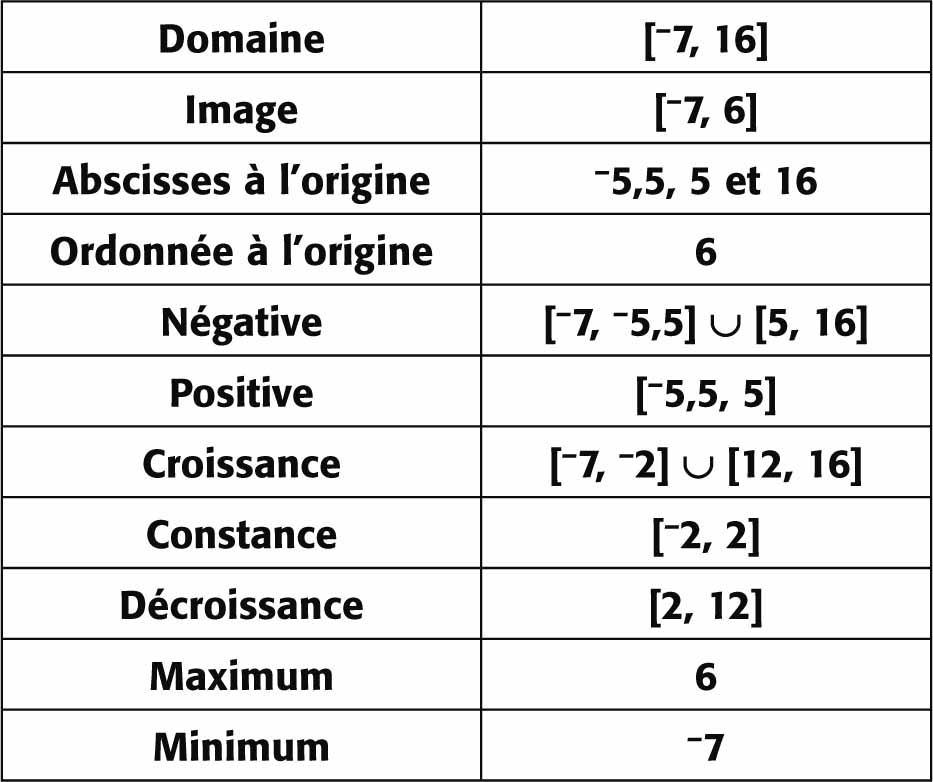 Domaine [⁻7, 16]
Image [⁻7, 6]
Abscisses à l’origine ⁻5,5, 5 et 16
Ordonnée à l’origine 6
Négative [⁻7, ⁻5,5] ∪ [5, 16]
Positive [⁻5,5, 5]
Croissance [⁻7, ⁻2] ∪ [12, 16]
Constance [⁻2, 2]
Décroissance [2, 12]
Maximum 6
Minimum ⁻7